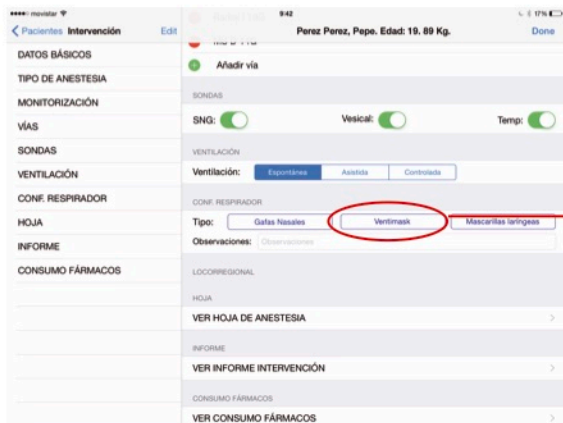 movistar 9:42 17%
Pacientes Intervención Edit
Perez Perez, Pepe. Edad: 19. 89 Kg. Done
DATOS BÁSICOS
TIPO DE ANESTESIA
MONITORIZACIÓN
VÍAS
SONDAS
VENTILACIÓN
CONF. RESPIRADOR
HOJA
INFORME
CONSUMO FÁRMACOS
Añadir vía
SONDAS
SNG: Vesical: Temp:
VENTILACIÓN
Ventilación: Espontánea Asistida Controlada
CONF. RESPIRADOR
Tipo: Gafas Nasales Ventimask Mascarillas laríngeas
Observaciones: Observaciones
LOCORREGIONAL
HOJA
VER HOJA DE ANESTESIA
INFORME
VER INFORME INTERVENCIÓN
CONSUMO FÁRMACOS
VER CONSUMO FÁRMACOS